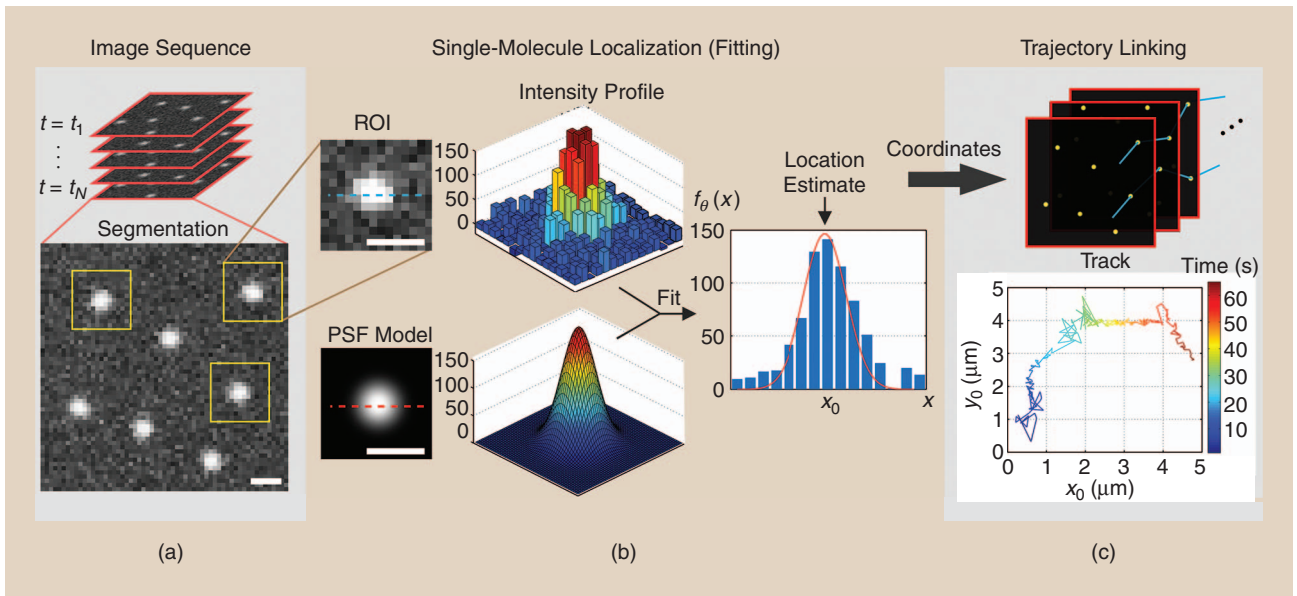 Image Sequence
t = t1
⋮
t = tN
Segmentation
(a)
Single-Molecule Localization (Fitting)
ROI
Intensity Profile
150
100
50
0
PSF Model
150
100
50
0
Fit
Location
Estimate
fθ (x)
150
100
50
0
x0
x
(b)
Coordinates
Trajectory Linking
Track
Time (s)
60
50
40
30
20
10
5
4
3
2
1
0
y0 (μm)
0 1 2 3 4 5
x0 (μm)
(c)